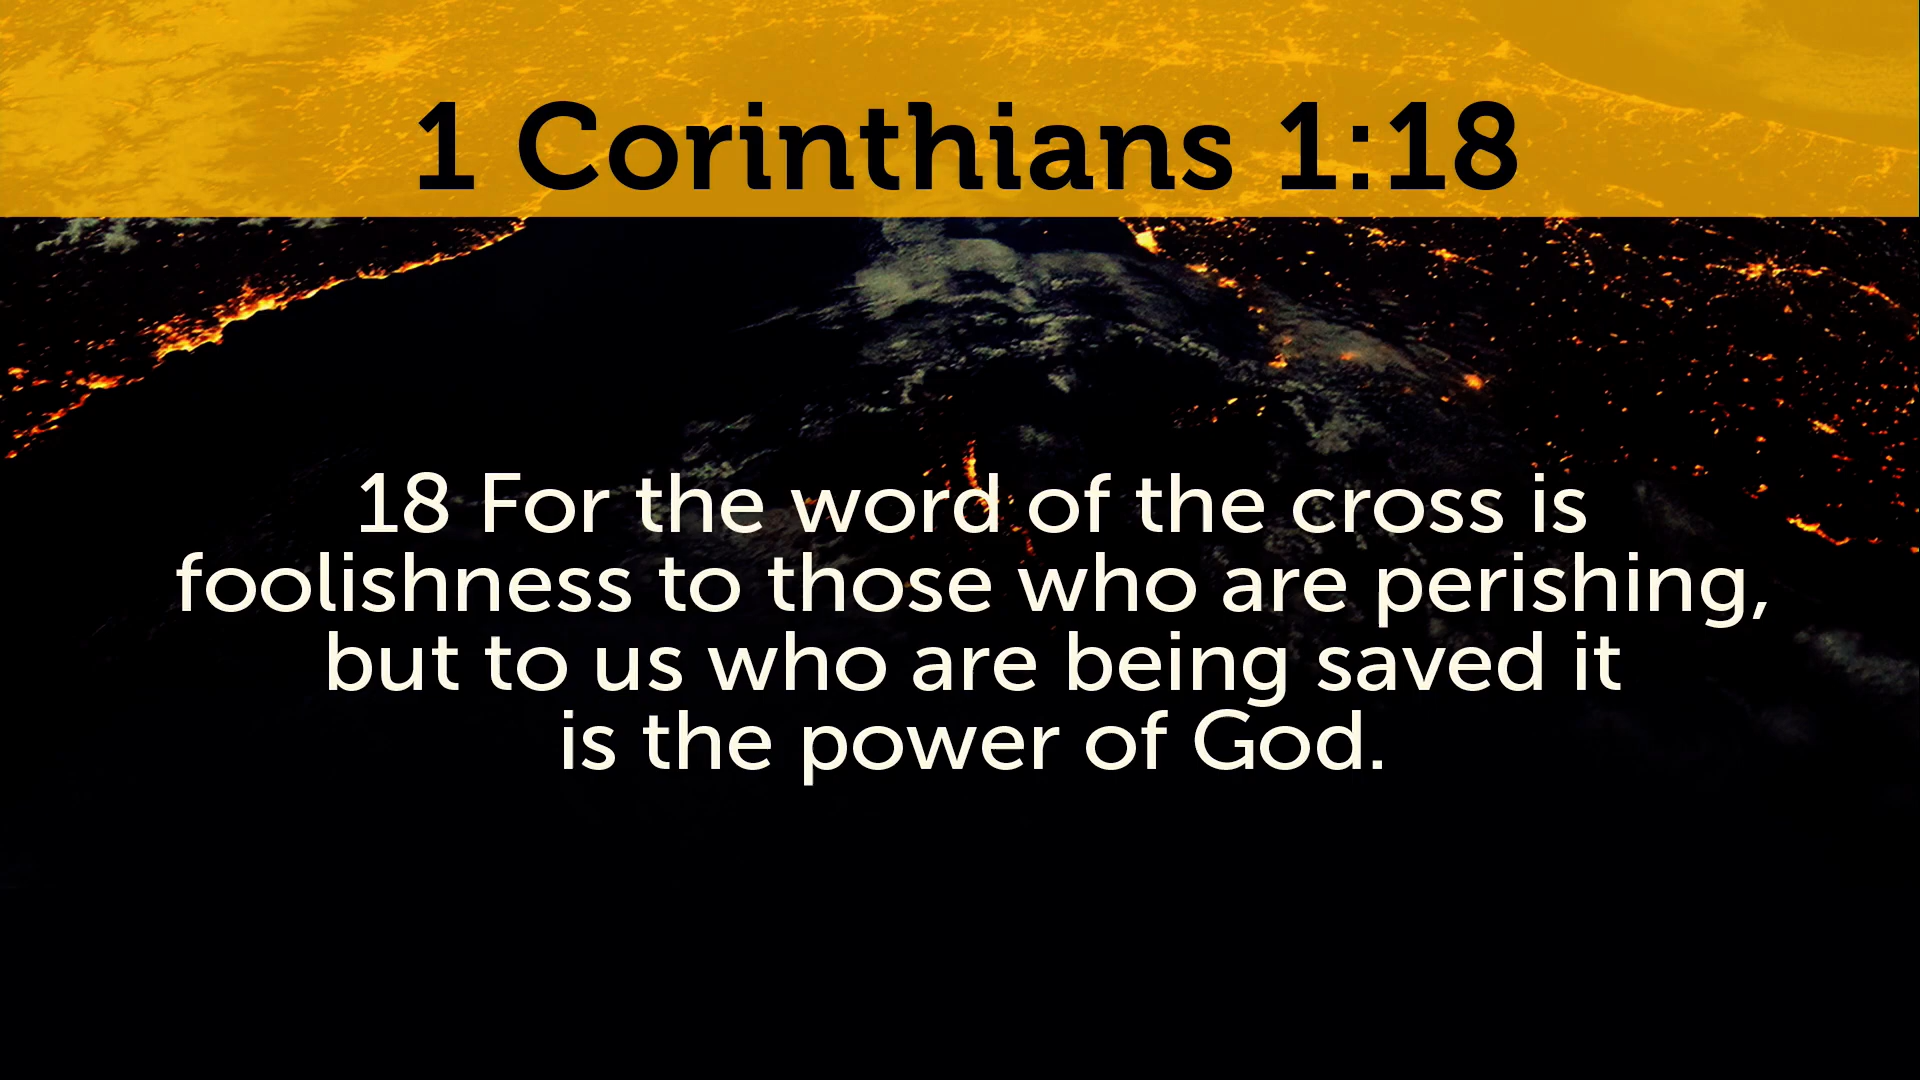 1 Corinthians 1:18
18 For the word of the cross is
foolishness to those who are perishing,
but to us who are being saved it
is the power of God.